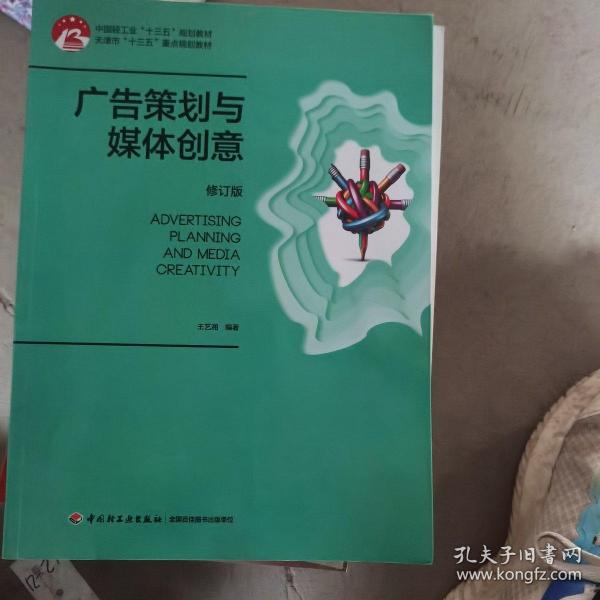 中国轻工业“十三五”规划教材
天津市“十三五”重点规划教材
广告策划与
媒体创意
修订版
ADVERTISING
PLANNING
AND MEDIA
CREATIVITY
王艺湘 编著
中国轻工业出版社 | 全国百佳图书出版单位
孔夫子旧书网
www.kongfz.com